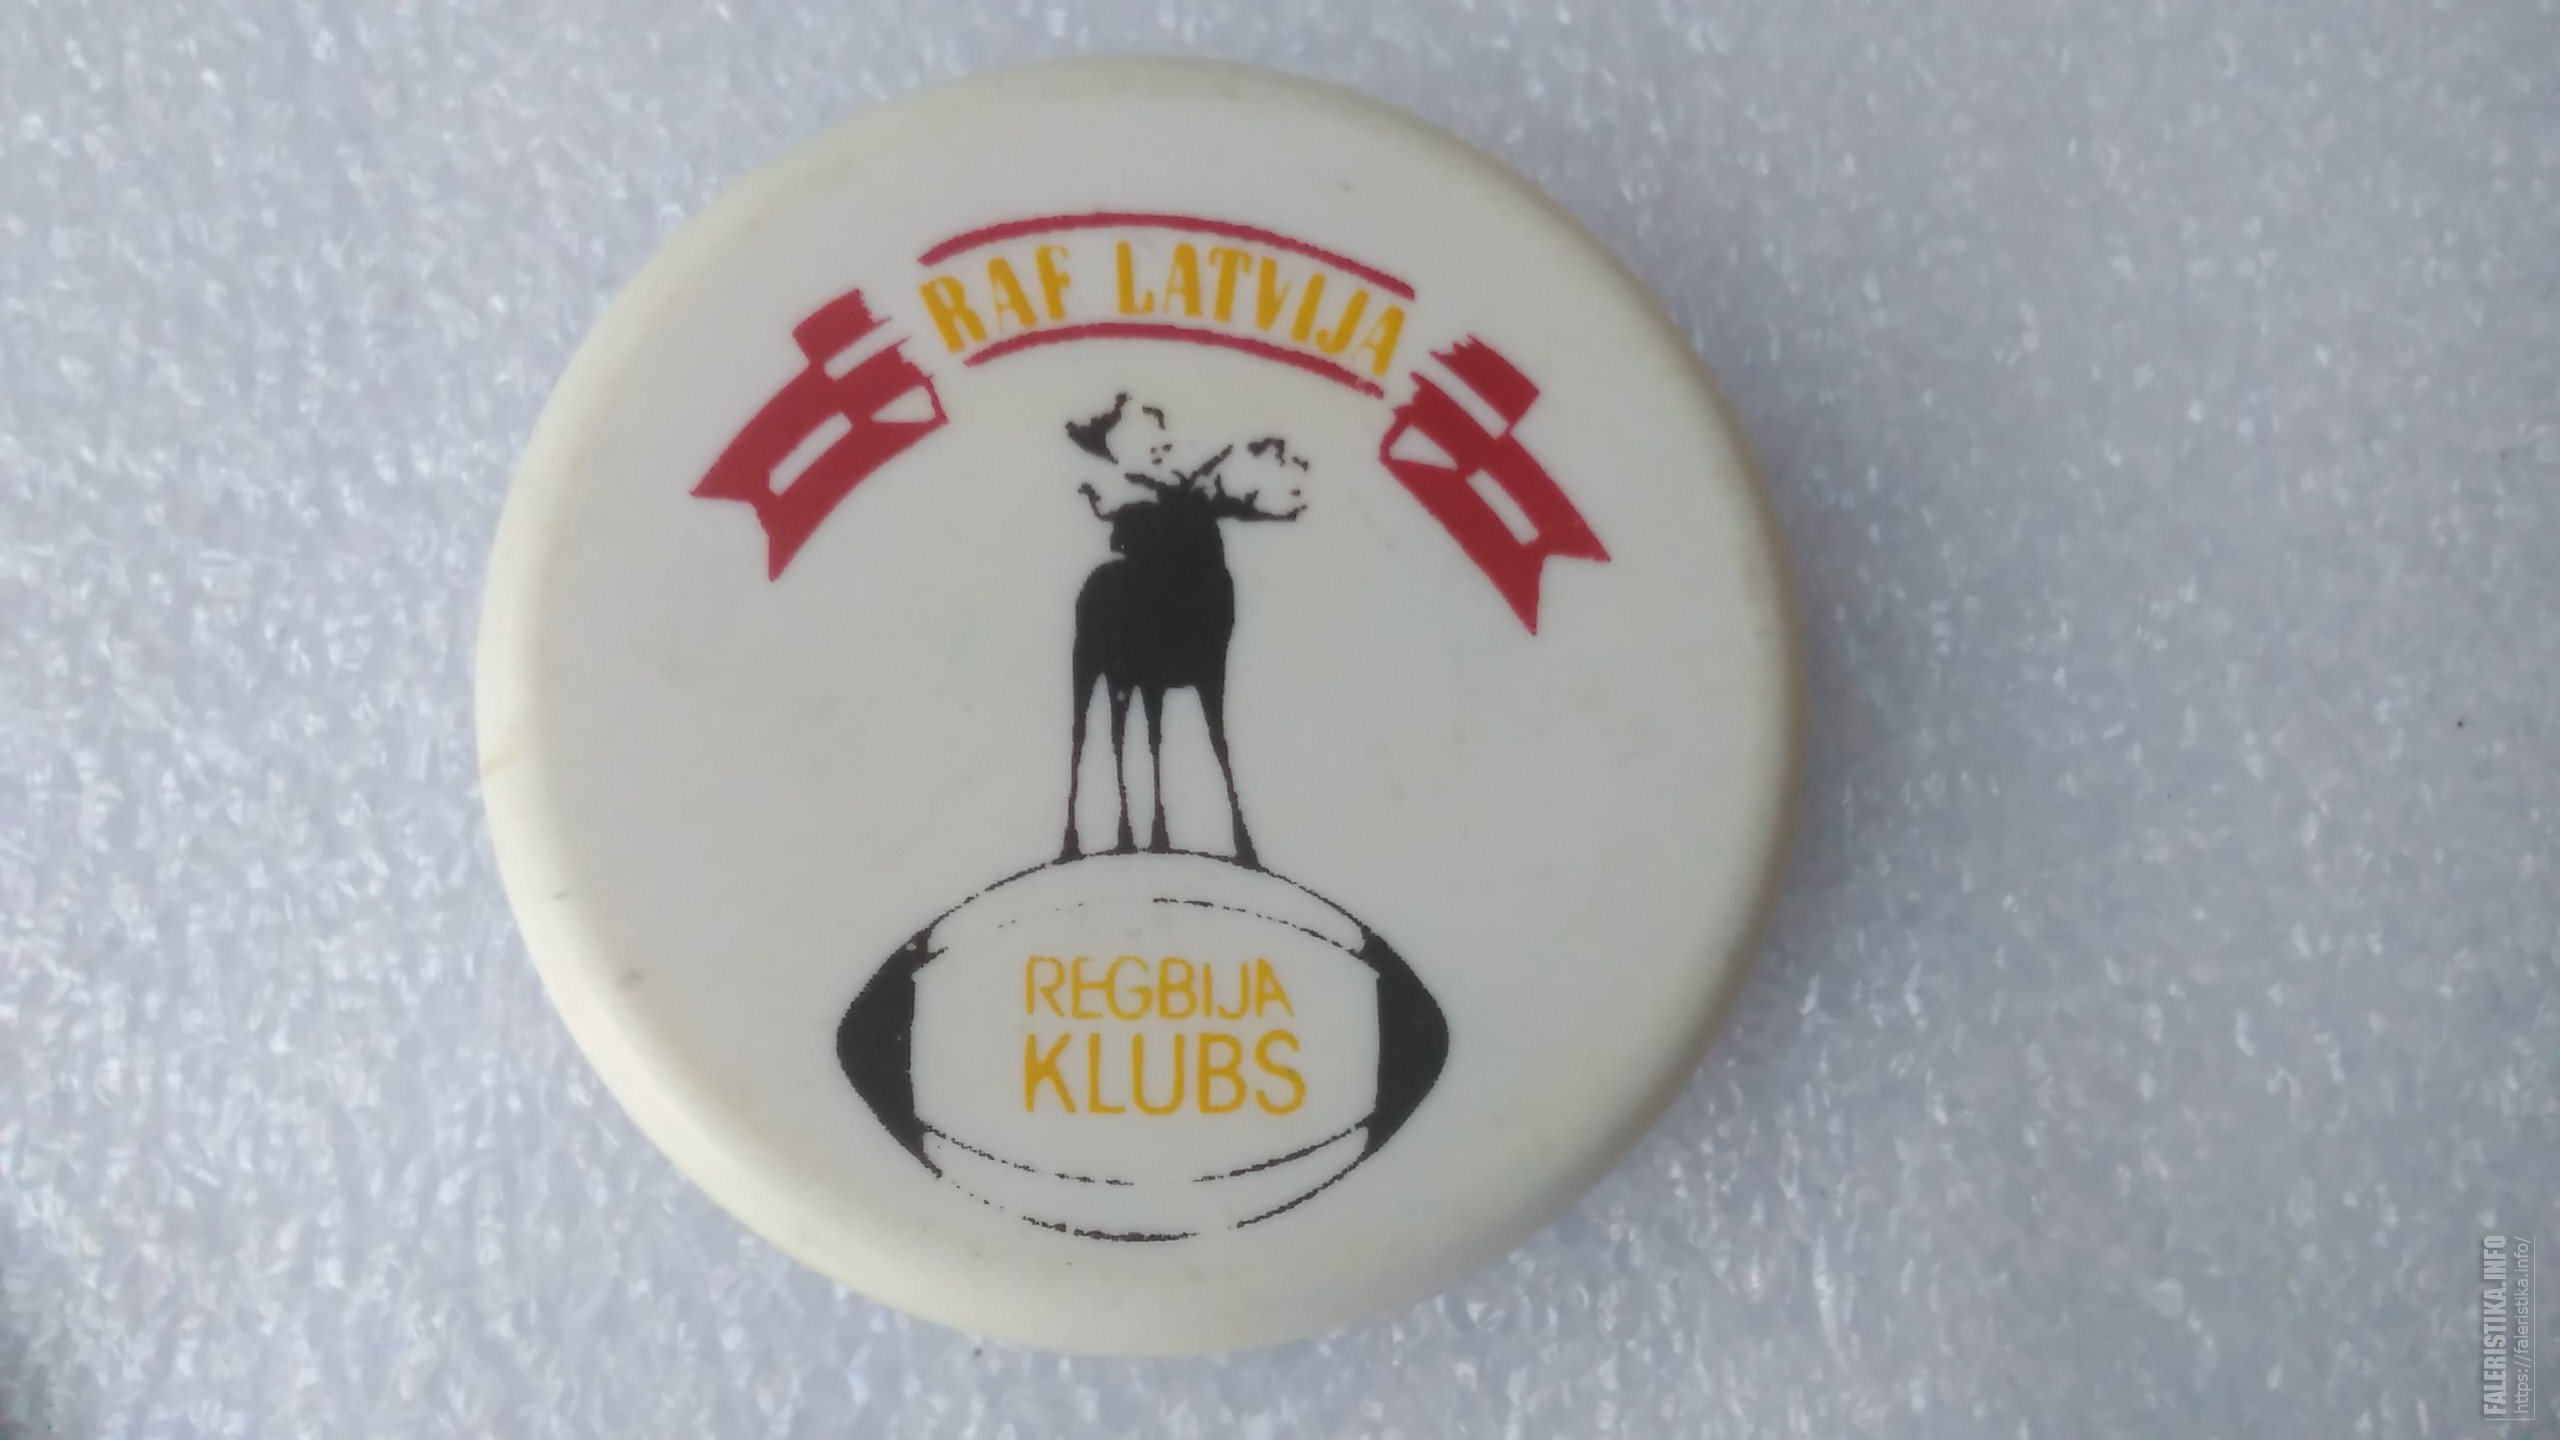 RAF LATVIJA
REGBIJA
KLUBS
FALERISTIKA.INFO
https://faleristika.info/